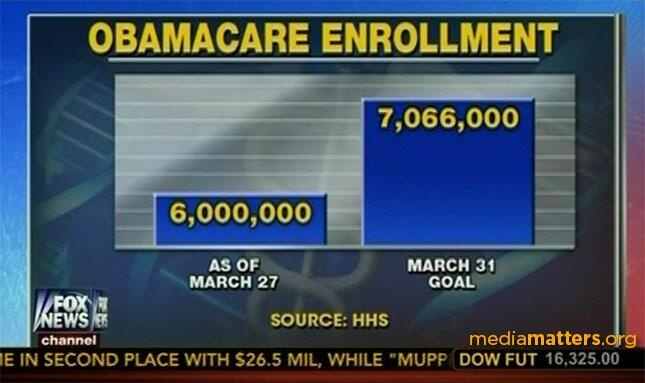 OBAMACARE ENROLLMENT
7,066,000
6,000,000
AS OF
MARCH 27
MARCH 31
GOAL
SOURCE: HHS
FOX
NEWS
channel
mediamatters.org
E IN SECOND PLACE WITH $26.5 MIL, WHILE "MUPP
DOW FUT 16,325.00